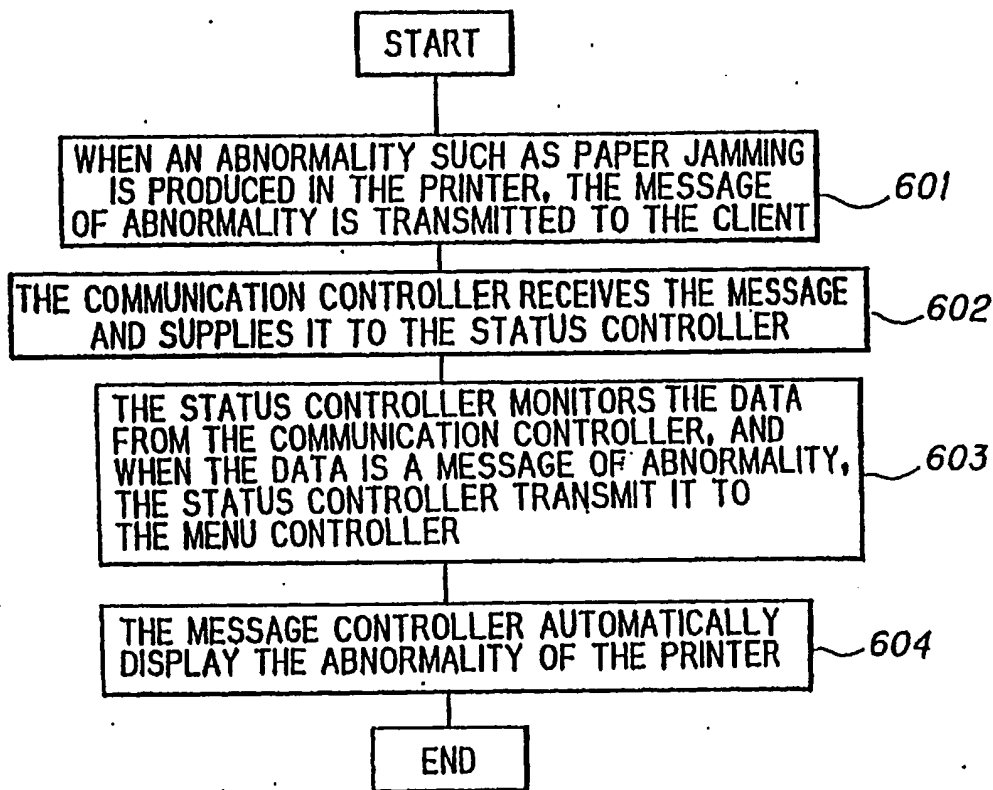 START
WHEN AN ABNORMALITY SUCH AS PAPER JAMMING
IS PRODUCED IN THE PRINTER, THE MESSAGE
OF ABNORMALITY IS TRANSMITTED TO THE CLIENT
601
THE COMMUNICATION CONTROLLER RECEIVES THE MESSAGE
AND SUPPLIES IT TO THE STATUS CONTROLLER
602
THE STATUS CONTROLLER MONITORS THE DATA
FROM THE COMMUNICATION CONTROLLER, AND
WHEN THE DATA IS A MESSAGE OF ABNORMALITY,
THE STATUS CONTROLLER TRANSMIT IT TO
THE MENU CONTROLLER
603
THE MESSAGE CONTROLLER AUTOMATICALLY
DISPLAY THE ABNORMALITY OF THE PRINTER
604
END